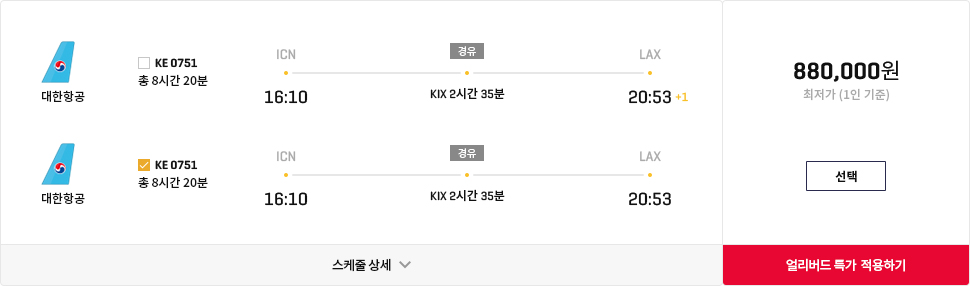 대한항공
KE 0751
총 8시간 20분
ICN
경유
LAX
16:10
KIX 2시간 35분
20:53 +1
대한항공
KE 0751
총 8시간 20분
ICN
경유
LAX
16:10
KIX 2시간 35분
20:53
880,000원
최저가 (1인 기준)
선택
스케줄 상세
얼리버드 특가 적용하기